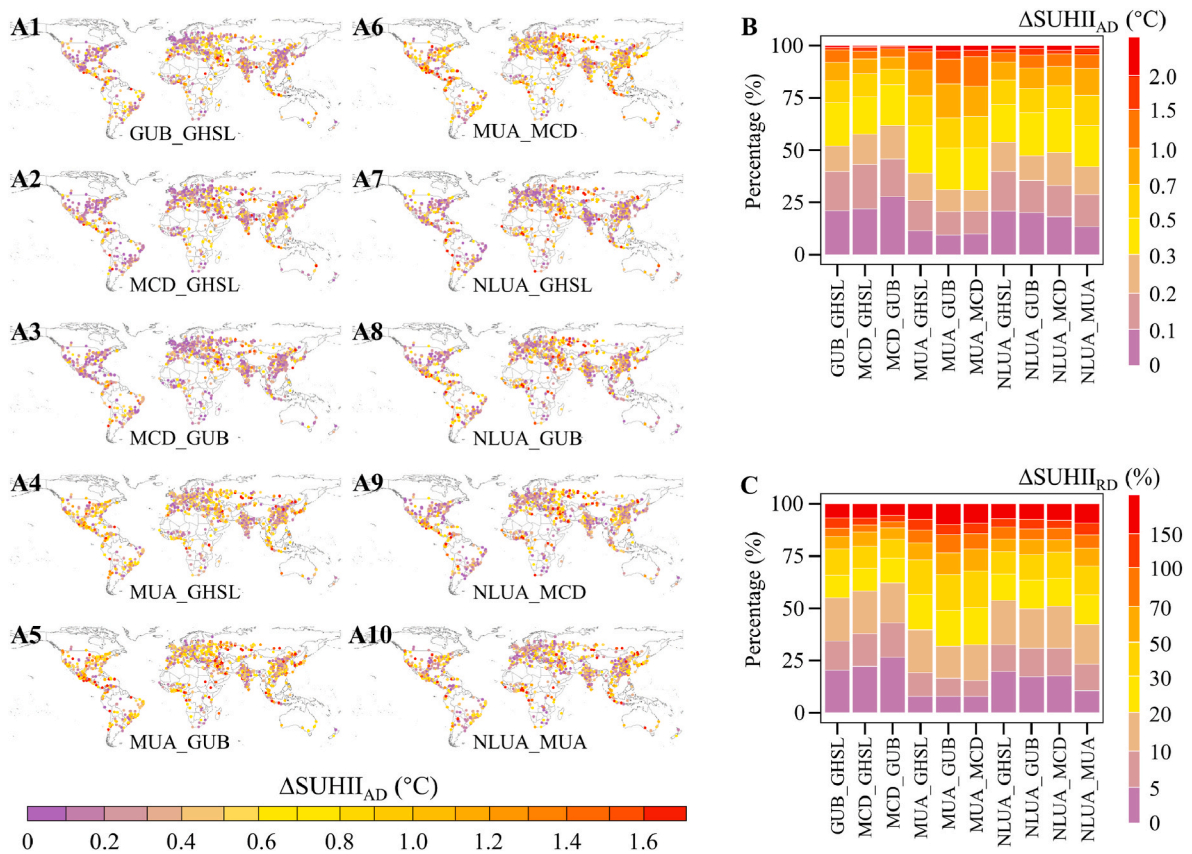 A1
GUB_GHSL
A2
MCD_GHSL
A3
MCD_GUB
A4
MUA_GHSL
A5
MUA_GUB
A6
MUA_MCD
A7
NLUA_GHSL
A8
NLUA_GUB
A9
NLUA_MCD
A10
NLUA_MUA
ΔSUHII_AD (°C)
0 0.2 0.4 0.6 0.8 1.0 1.2 1.4 1.6
B
ΔSUHII_AD (°C)
Percentage (%)
100
75
50
25
0
GUB_GHSL
MCD_GHSL
MCD_GUB
MUA_GHSL
MUA_GUB
MUA_MCD
NLUA_GHSL
NLUA_GUB
NLUA_MCD
NLUA_MUA
2.0
1.5
1.0
0.7
0.5
0.3
0.2
0.1
0
C
ΔSUHII_RD (%)
Percentage (%)
100
75
50
25
0
GUB_GHSL
MCD_GHSL
MCD_GUB
MUA_GHSL
MUA_GUB
MUA_MCD
NLUA_GHSL
NLUA_GUB
NLUA_MCD
NLUA_MUA
150
100
70
50
30
20
10
5
0